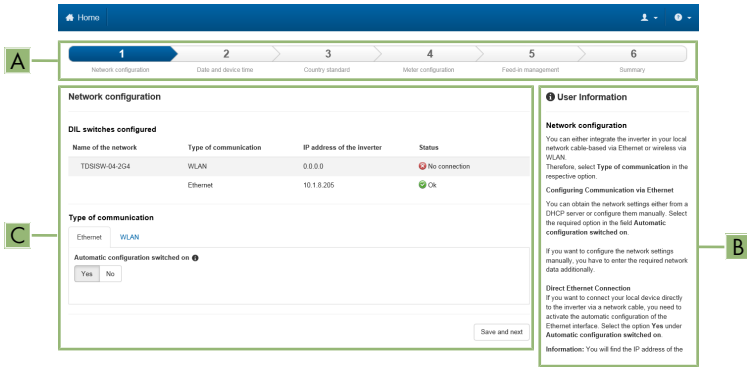 Home
A
1 2 3 4 5 6
Network configuration Date and device time Country standard Meter configuration Feed-in management Summary
C
Network configuration
DIL switches configured
Name of the network Type of communication IP address of the inverter Status
TDSISW-04-2G4 WLAN 0.0.0.0 No connection
Ethernet 10.1.8.205 Ok
Type of communication
Ethernet WLAN
Automatic configuration switched on
Yes No
Save and next
B
User Information
Network configuration
You can either integrate the inverter in your local
network cable-based via Ethernet or wireless via
WLAN.
Therefore, select Type of communication in the
respective option.
Configuring Communication via Ethernet
You can obtain the network settings either from a
DHCP server or configure them manually. Select
the required option in the field Automatic
configuration switched on.
If you want to configure the network settings
manually, you have to enter the required network
data additionally.
Direct Ethernet Connection
If you want to connect your local device directly
to the inverter via a network cable, you need to
activate the automatic configuration of the
Ethernet interface. Select the option Yes under
Automatic configuration switched on.
Information: You will find the IP address of the